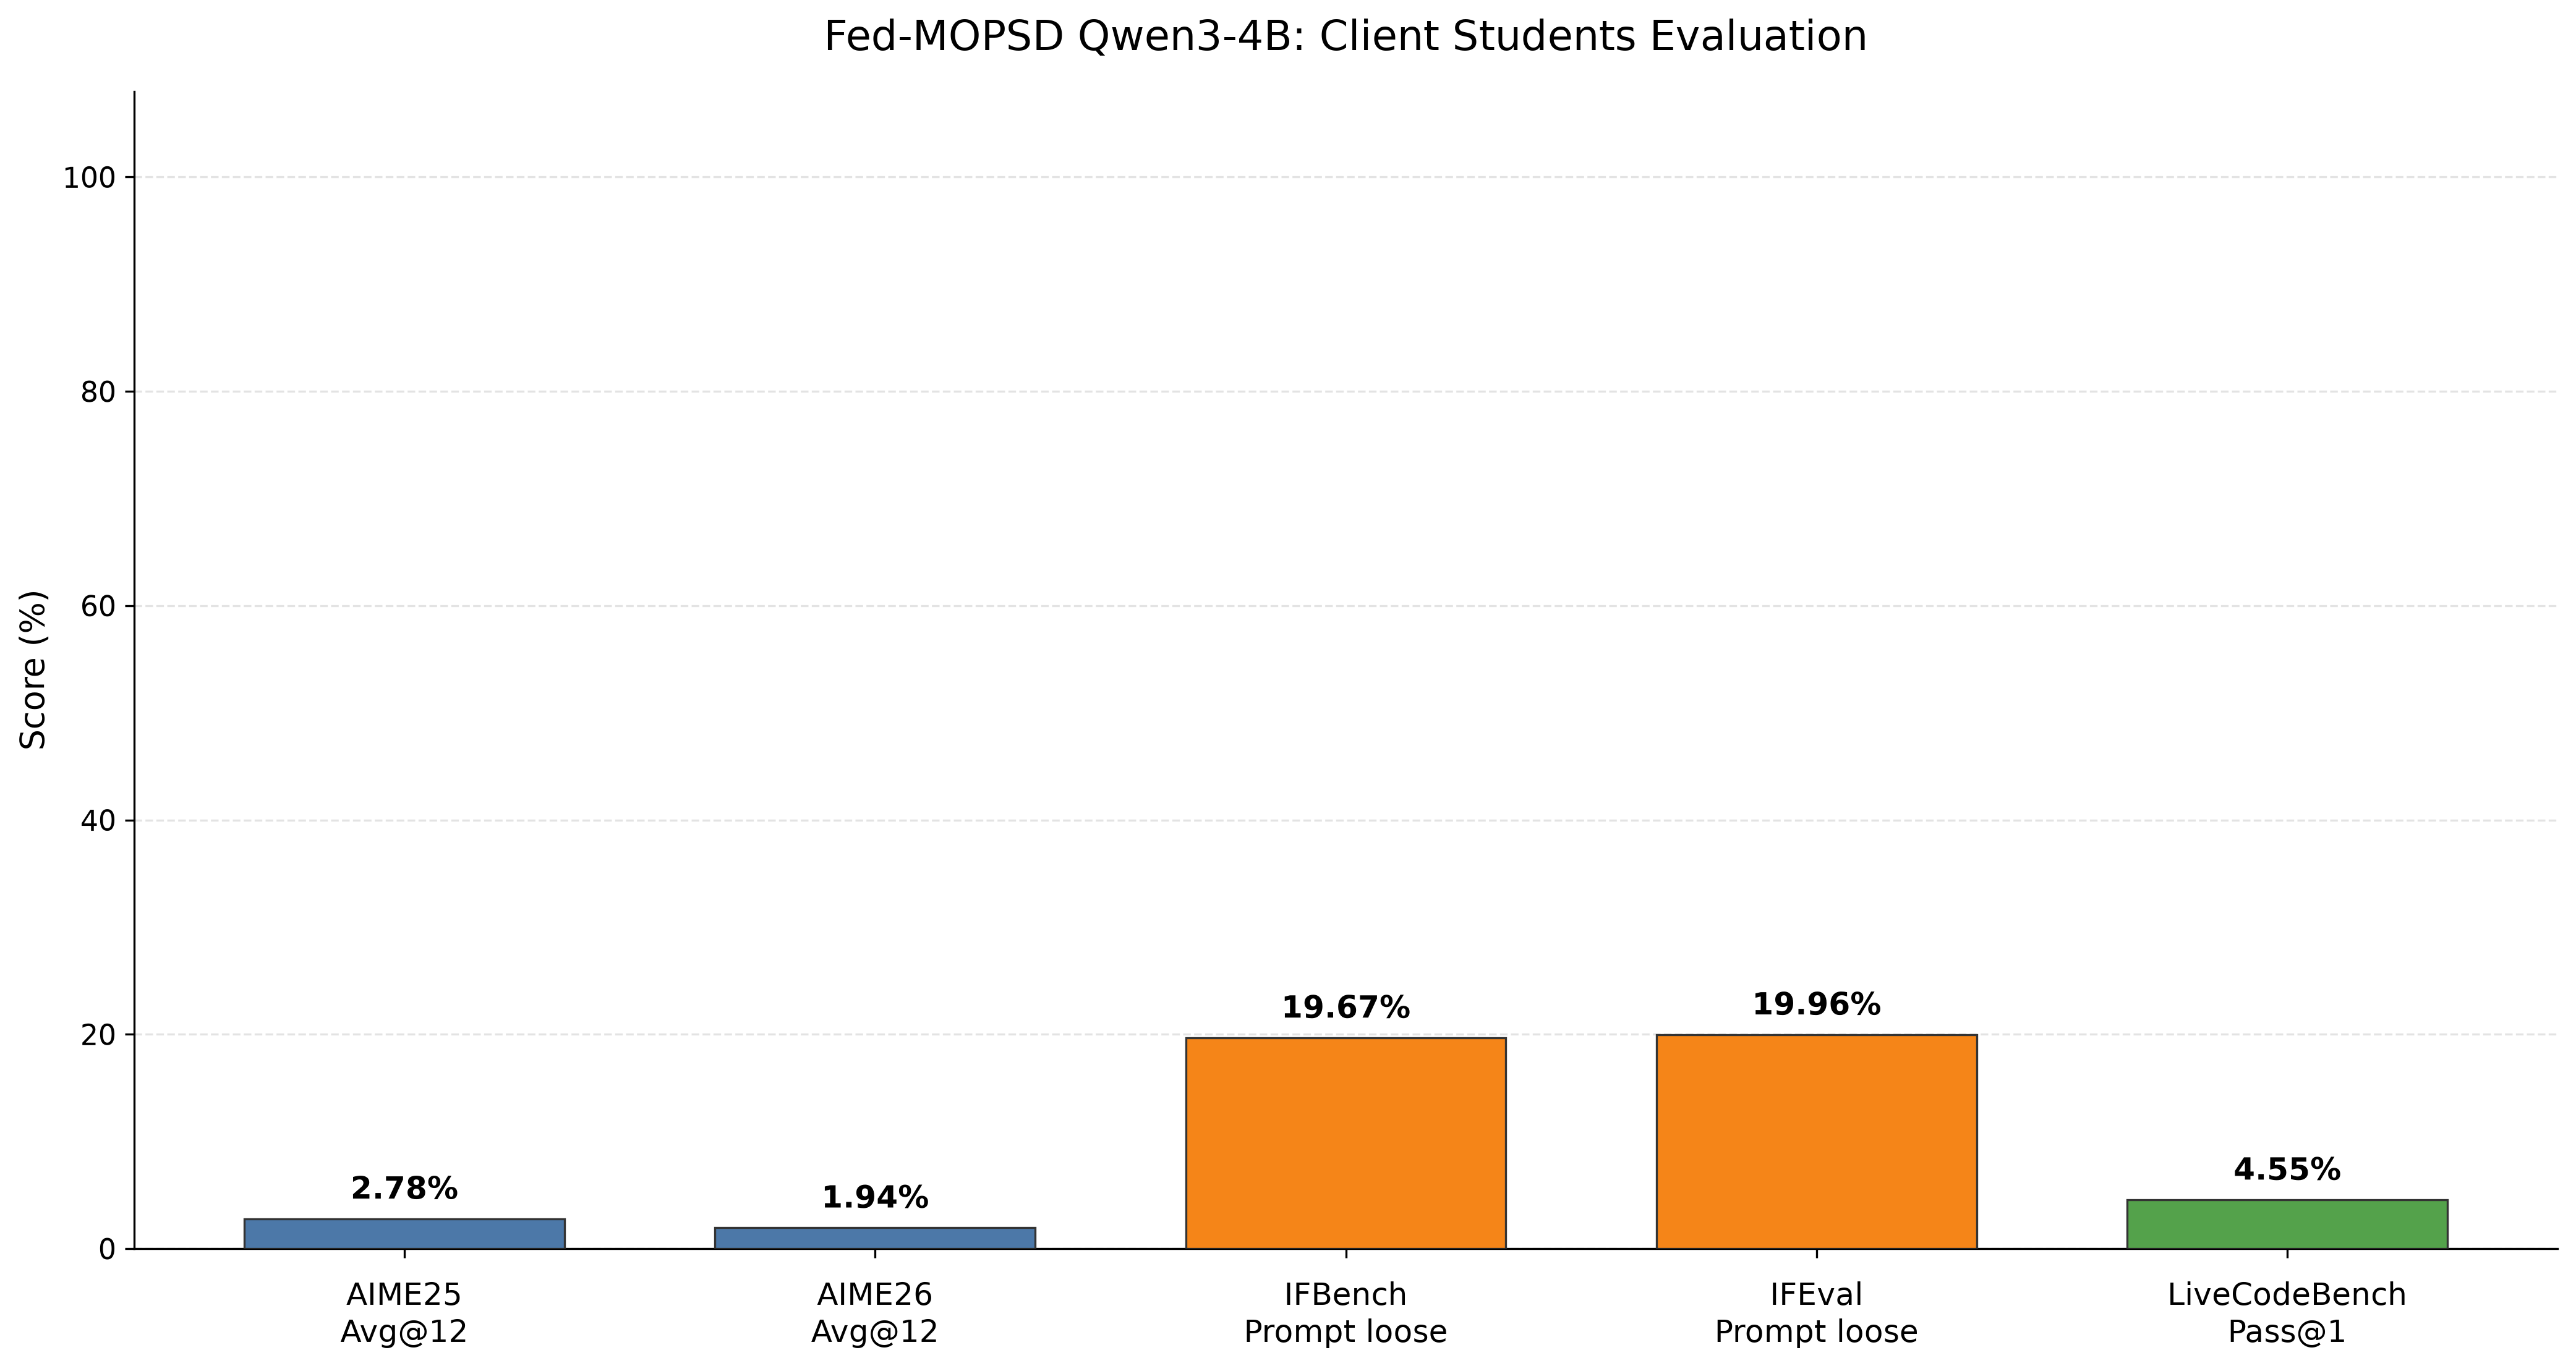 Fed-MOPSD Qwen3-4B: Client Students Evaluation
Score (%)
100
80
60
40
20
0
2.78%
1.94%
19.67%
19.96%
4.55%
AIME25
Avg@12
AIME26
Avg@12
IFBench
Prompt loose
IFEval
Prompt loose
LiveCodeBench
Pass@1